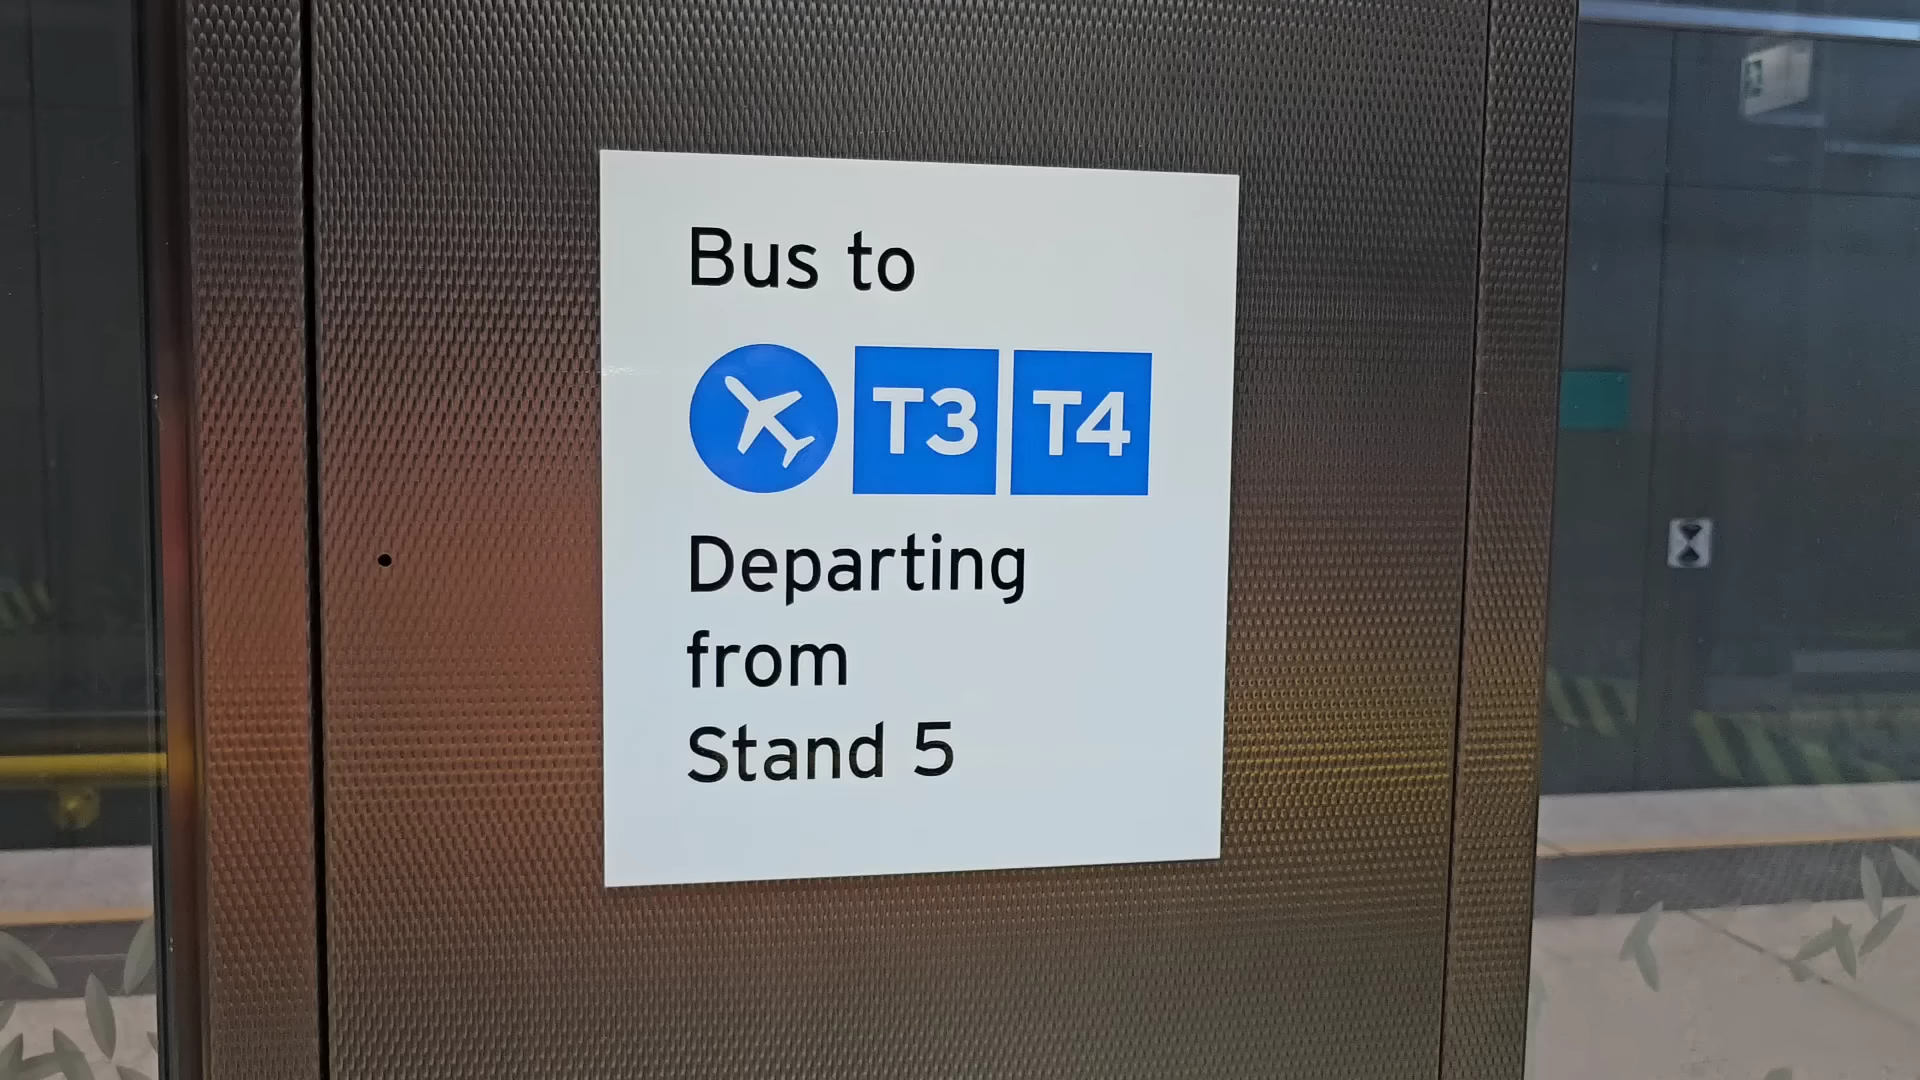 Bus to
T3 T4
Departing
from
Stand 5